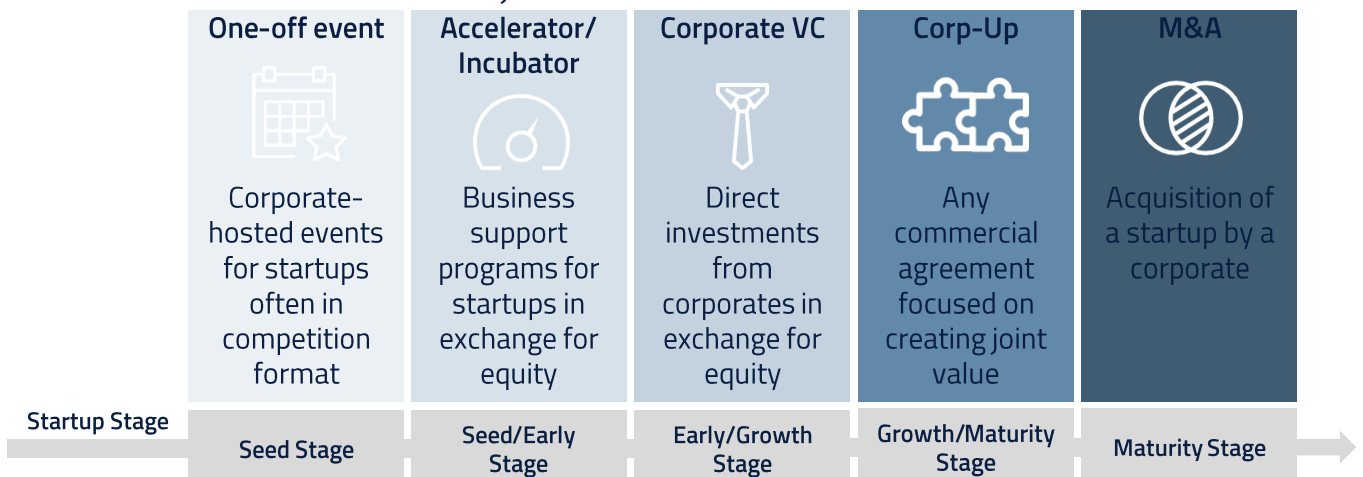 One-off event
Corporate-
hosted events
for startups
often in
competition
format
Accelerator/
Incubator
Business
support
programs for
startups in
exchange for
equity
Corporate VC
Direct
investments
from
corporates in
exchange for
equity
Corp-Up
Any
commercial
agreement
focused on
creating joint
value
M&A
Acquisition of
a startup by a
corporate
Startup Stage
Seed Stage
Seed/Early
Stage
Early/Growth
Stage
Growth/Maturity
Stage
Maturity Stage